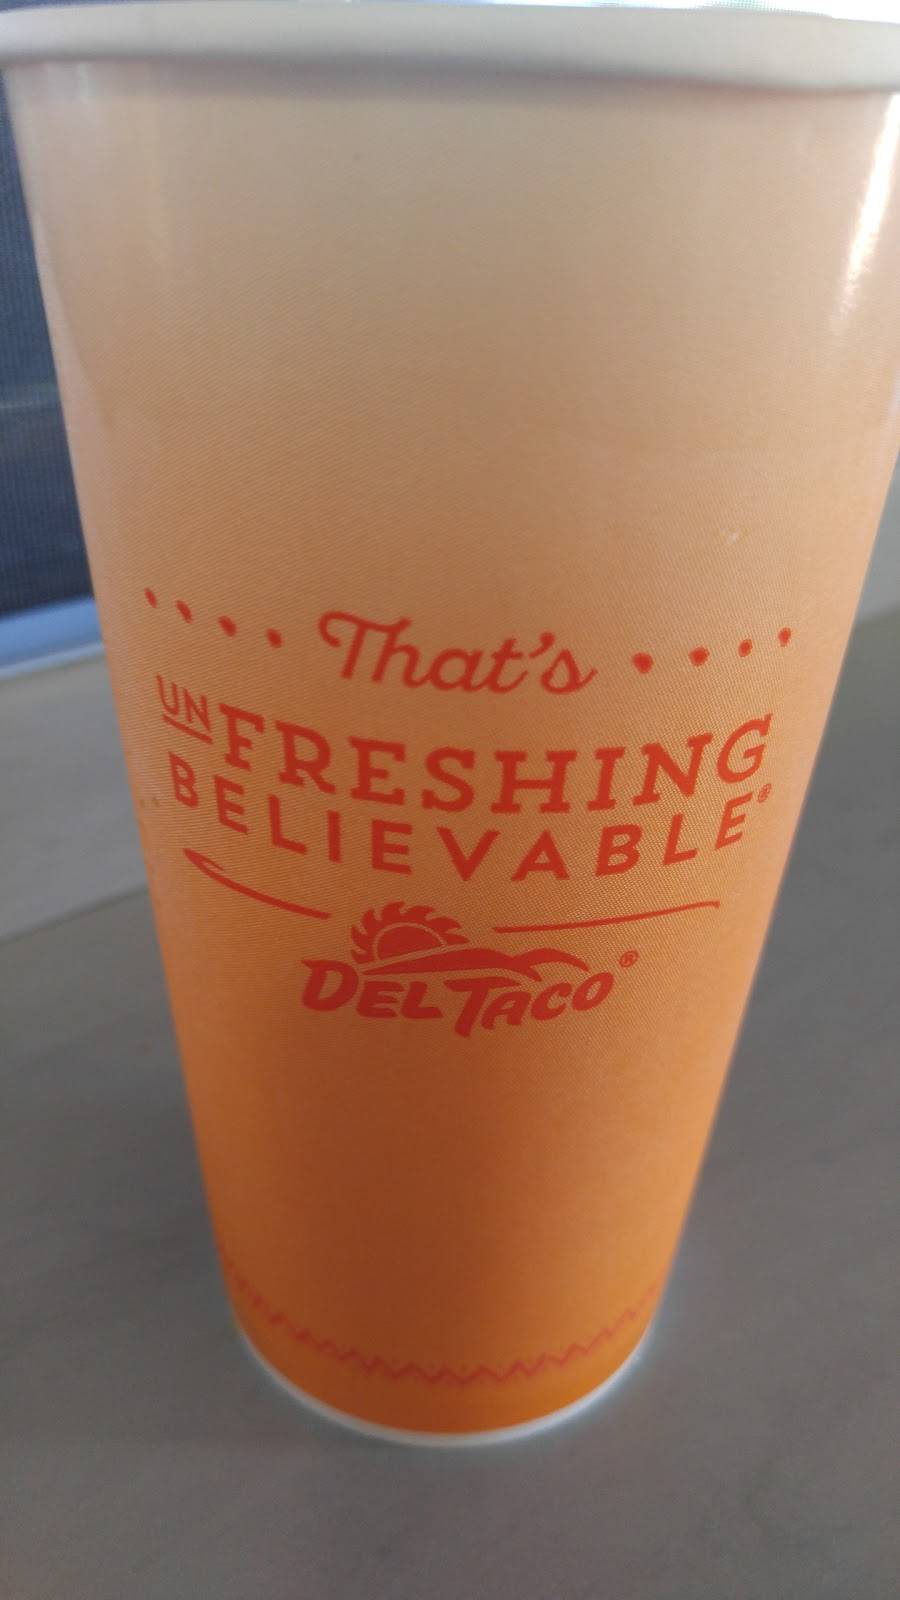 That's
UNFRESHING
BELIEVABLE®
DEL TACO®